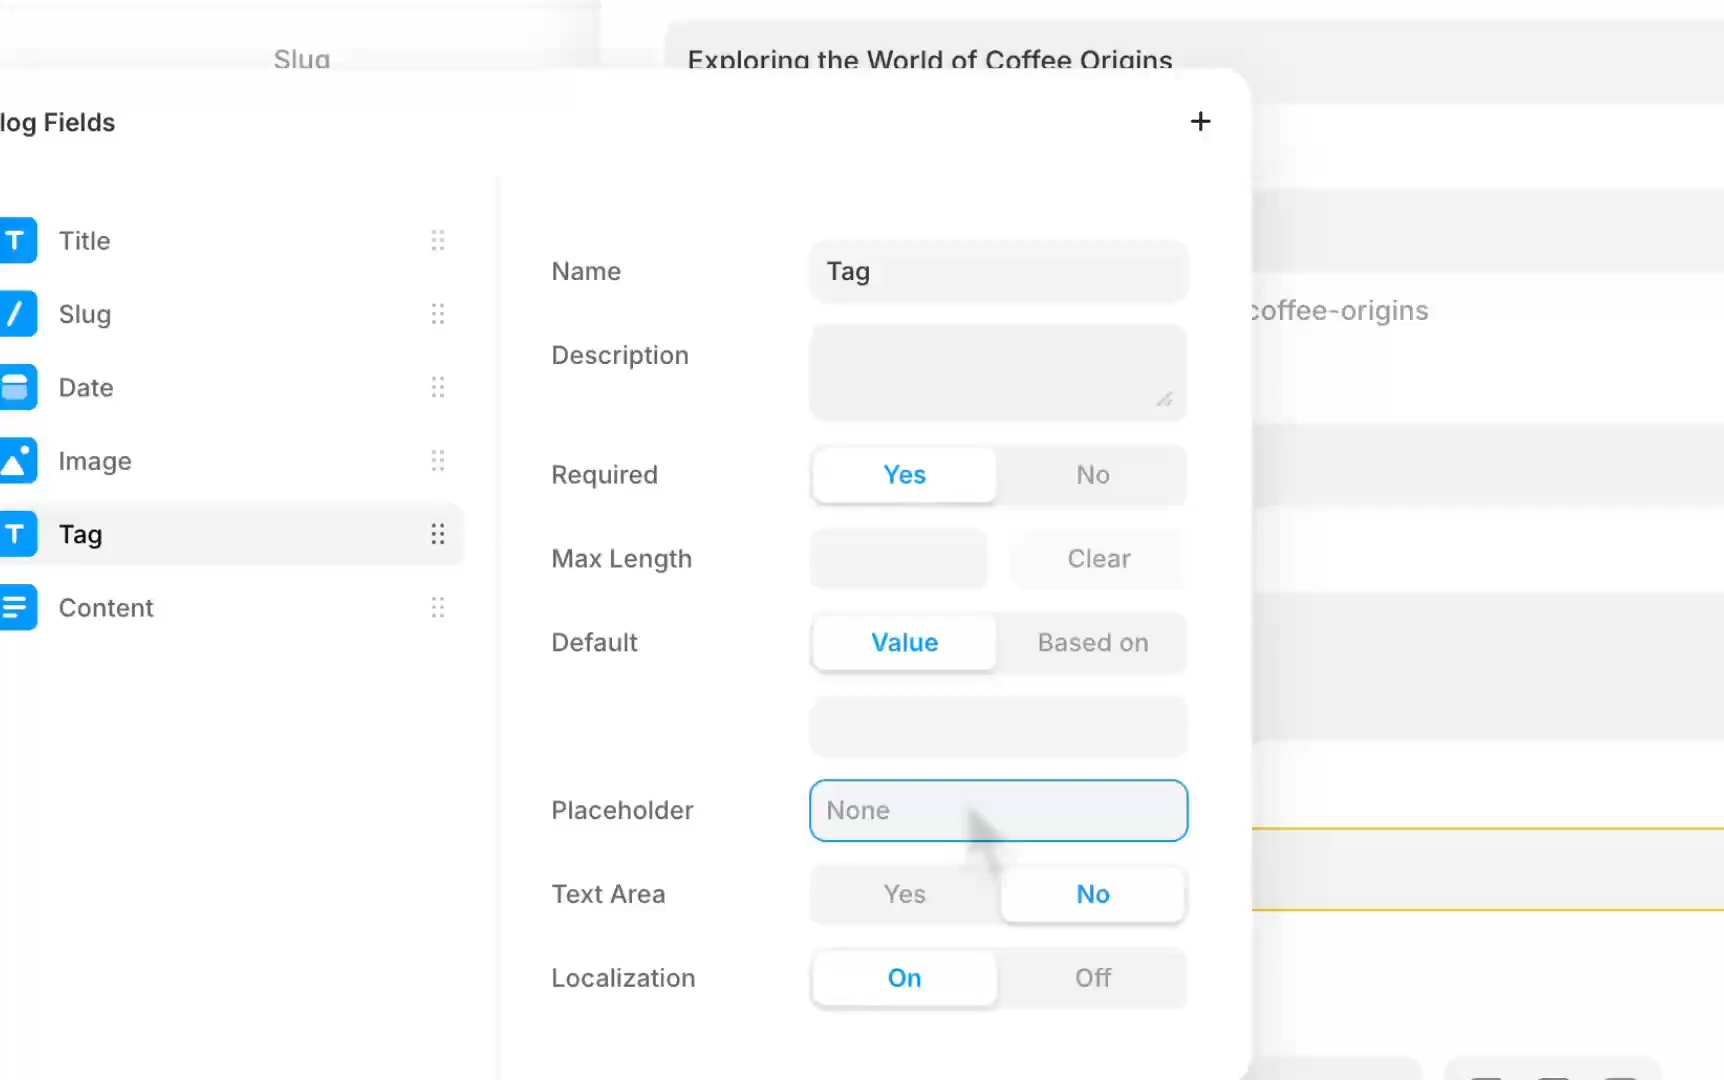 Slug
Exploring the World of Coffee Origins
log Fields
+
Title
Slug
Date
Image
Tag
Content
Name
Tag
Description
Required
Yes
No
Max Length
Clear
Default
Value
Based on
Placeholder
None
Text Area
Yes
No
Localization
On
Off
coffee-origins